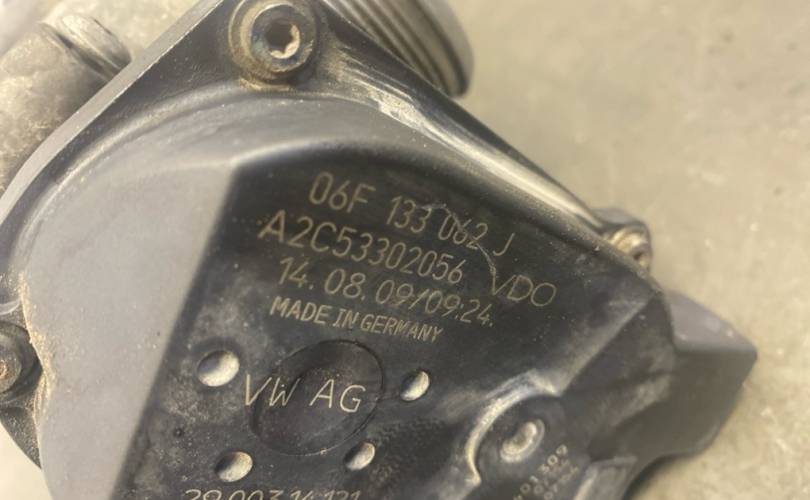 06F 133 062 J
A2C53302056 VDO
14.08.09/09:24.
MADE IN GERMANY
VW AG